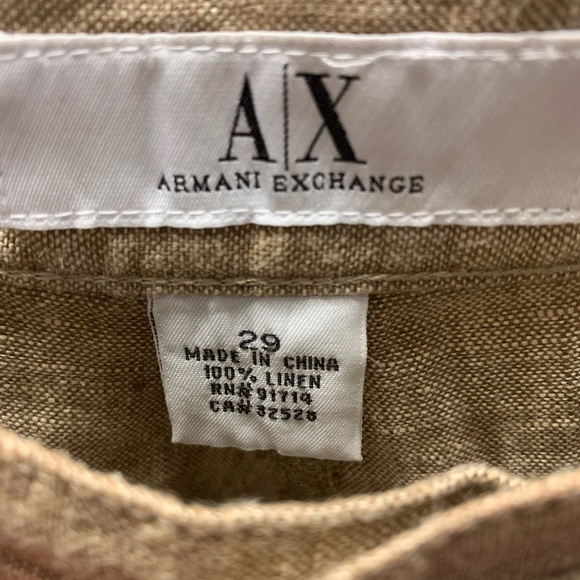 A|X
ARMANI EXCHANGE
29
MADE IN CHINA
100% LINEN
RN# 91714
CA# 32528